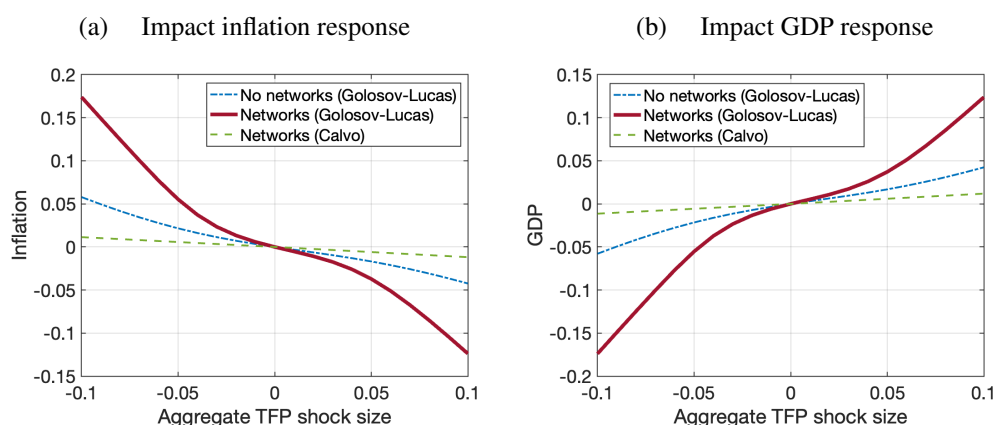 (a) Impact inflation response
0.2
0.15
0.1
0.05
0
-0.05
-0.1
-0.15
Inflation
No networks (Golosov-Lucas)
Networks (Golosov-Lucas)
Networks (Calvo)
-0.1 -0.05 0 0.05 0.1
Aggregate TFP shock size
(b) Impact GDP response
0.15
0.1
0.05
0
-0.05
-0.1
-0.15
-0.2
GDP
No networks (Golosov-Lucas)
Networks (Golosov-Lucas)
Networks (Calvo)
-0.1 -0.05 0 0.05 0.1
Aggregate TFP shock size